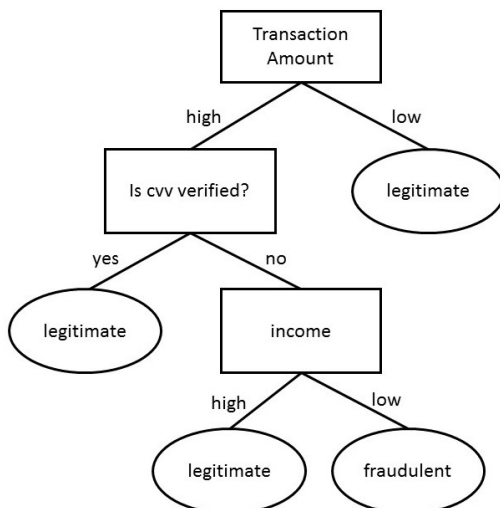 Transaction
Amount
high
low
Is cvv verified?
legitimate
yes
no
legitimate
income
high
low
legitimate
fraudulent